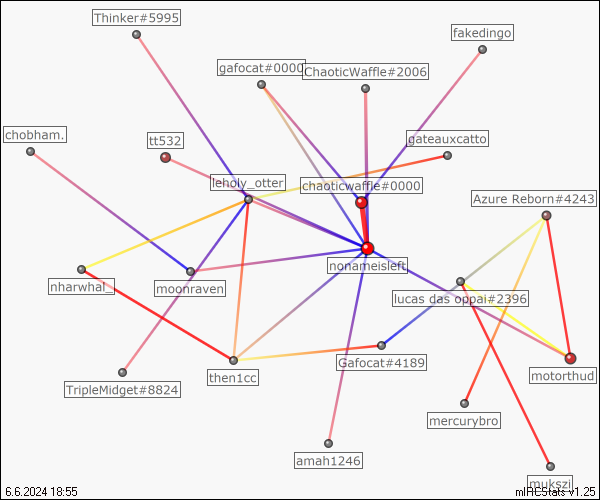 Thinker#5995
fakedingo
gafocat#0000
ChaoticWaffle#2006
chobham.
tt532
gateauxcatto
leholy_otter
chaoticwaffle#0000
Azure Reborn#4243
nonameisleft
nharwhal_
moonraven
lucas das oppai#2396
Gafocat#4189
TripleMidget#8824
then1cc
motorthud
mercurybro
amah1246
mukszi
6.6.2024 18:55
mIRCStats v1.25